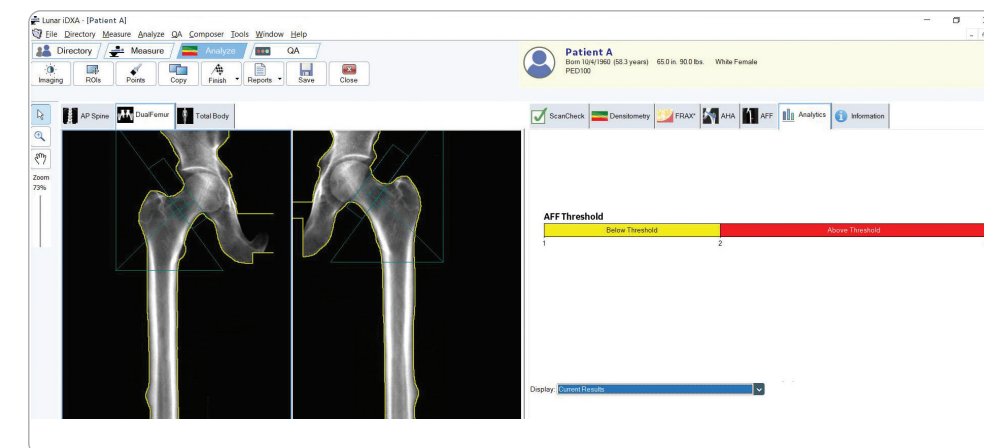 Lunar iDXA - [Patient A]
File Directory Measure Analyze QA Composer Tools Window Help
Directory Measure Analyze QA
Imaging ROIs Points Copy Finish Reports Save Close
Patient A
Born 10/4/1960 (58.3 years) 65.0 in. 90.0 lbs. White Female
PED100
AP Spine DualFemur Total Body
ScanCheck Densitometry FRAX* AHA AFF Analytics Information
Zoom
73%
AFF Threshold
Below Threshold Above Threshold
1 2
Display: Current Results